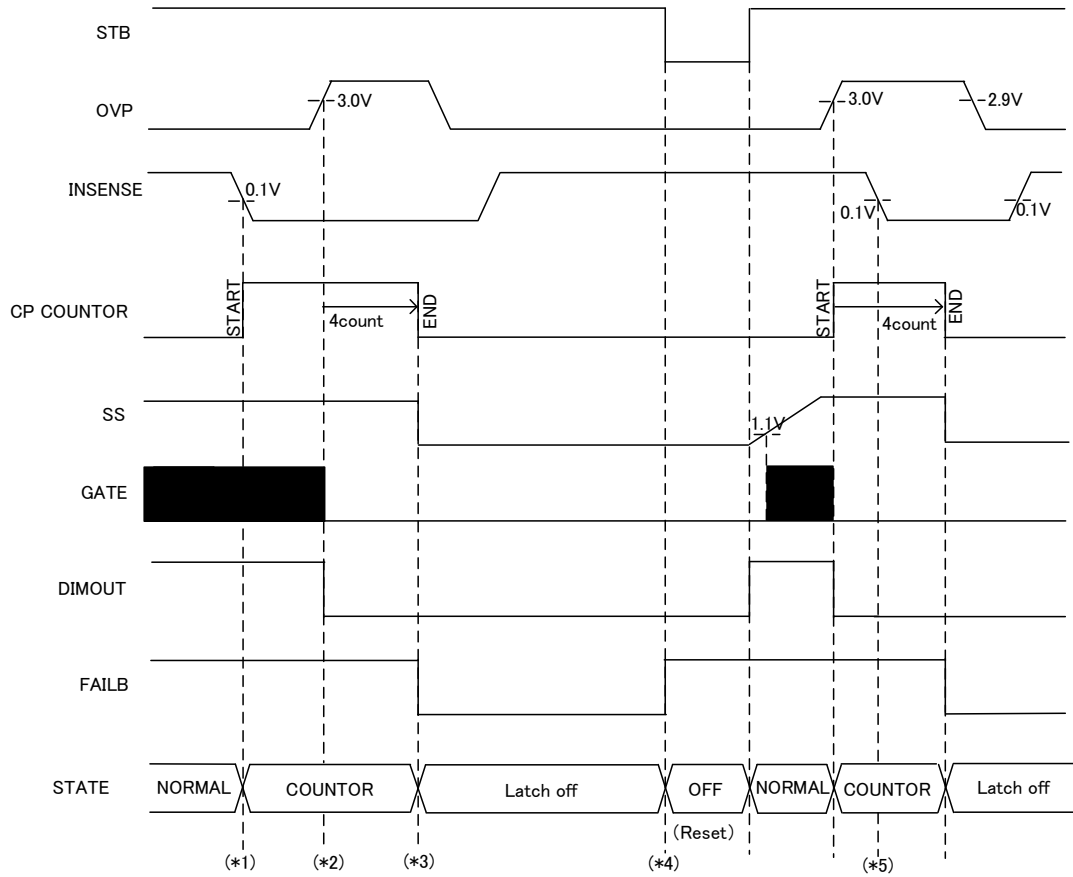 STB
OVP
3.0V
3.0V
2.9V
INSENSE
0.1V
0.1V
0.1V
CP COUNTOR
START
4count
END
START
4count
END
SS
1.1V
GATE
DIMOUT
FAILB
STATE
NORMAL
COUNTOR
Latch off
OFF
NORMAL
COUNTOR
Latch off
(Reset)
(*1)
(*2)
(*3)
(*4)
(*5)